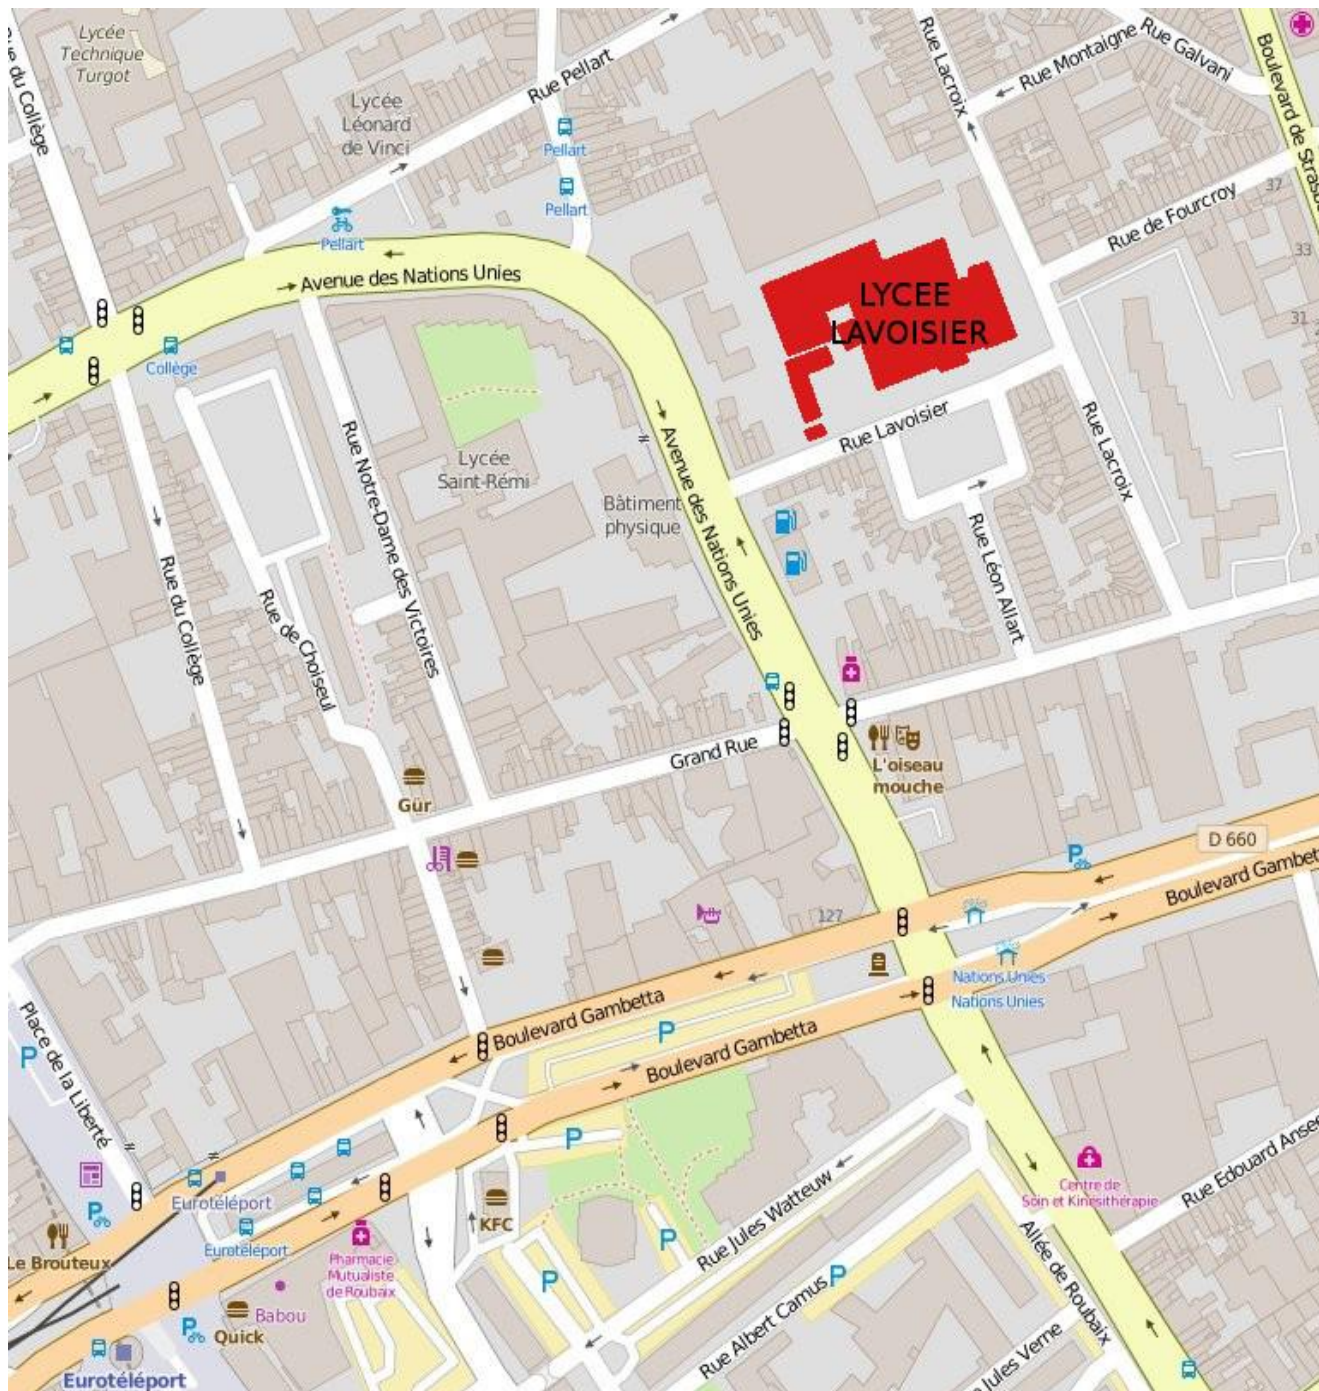 Lycée
Technique
Turgot
Rue Lacroix
Rue Montaigne
Rue Galvani
Boulevard de
Rue Pellart
Lycée
Léonard
de Vinci
du Collège
Pellart
Pellart
Pellart
37
Rue de Fourcroy
33
31
Avenue des Nations Unies
LYCEE
LAVOISIER
Collège
Rue Lavoisier
Rue Lacroix
Rue Notre-Dame des Victoires
Lycée
Saint-Rémi
Avenue des Nations Unies
Bâtiment
physique
Rue Léon Allart
Rue du Collège
Rue de Choiseul
Grand Rue
L'oiseau
mouche
Gür
D 660
Boulevard Gambett
127
Nations Unies
Nations Unies
Boulevard Gambetta
Boulevard Gambetta
P
P
Place de la Liberté
P
Centre de
Soin et Kinésithérapie
Rue Edouard Ansee
P
Eurotéléport
KFC
Rue Jules Watteuw
P
Le Brouteux
Eurotéléport
Pharmacie
Mutualiste
de Roubaix
Allée de Roubaix
P
P
Babou
P
Quick
Rue Albert Camus
Jules Verne
Eurotéléport